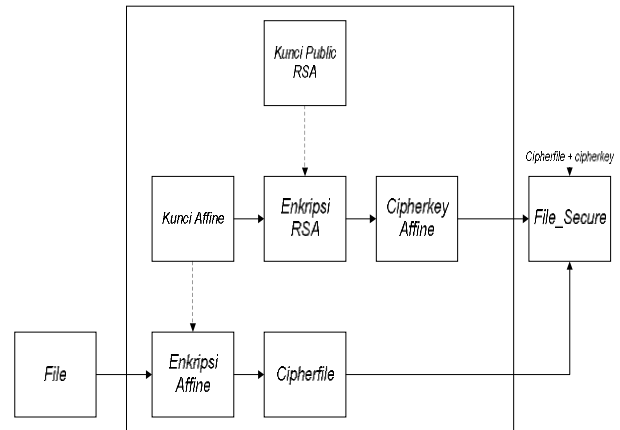 Kunci Public
RSA
Cipherfile + cipherkey
Kunci Affine
Enkripsi
RSA
Cipherkey
Affine
File_Secure
File
Enkripsi
Affine
Cipherfile